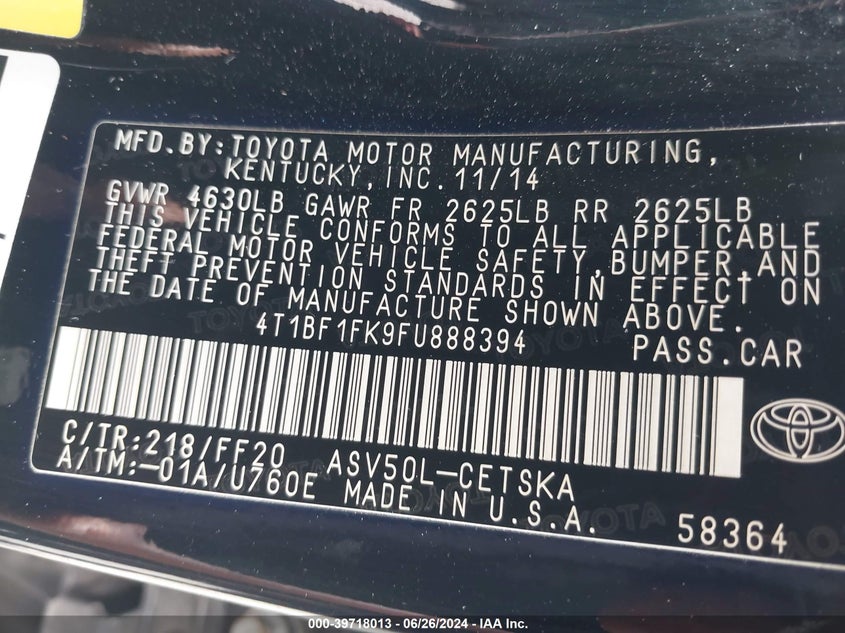 MFD.BY:TOYOTA MOTOR MANUFACTURING,
KENTUCKY,INC.11/14
GVWR 4630LB GAWR FR 2625LB RR 2625LB
THIS VEHICLE CONFORMS TO ALL APPLICABLE
FEDERAL MOTOR VEHICLE SAFETY,BUMPER,AND
THEFT PREVENTION STANDARDS IN EFFECT ON
THE DATE OF MANUFACTURE SHOWN ABOVE.
4T1BF1FK9FU888394 PASS.CAR
C/TR:218/FF20 ASV50L-CETSKA
A/TM:-01A/U760E MADE IN U.S.A.
58364
000-39718013 - 06/26/2024 - IAA Inc.